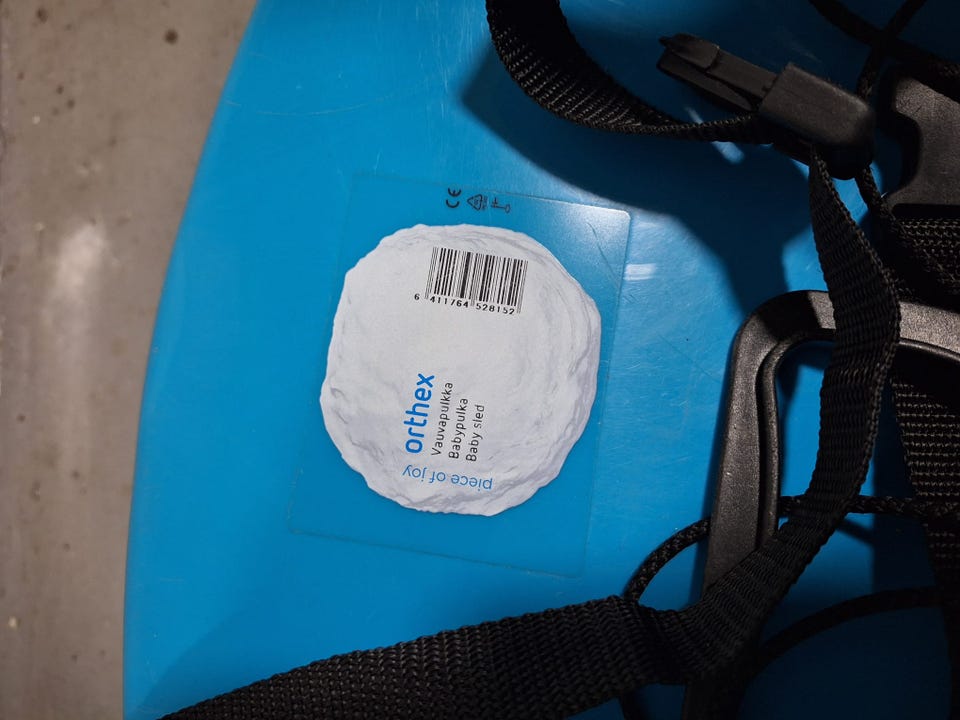 CE
6 411764 528152
orthex
Vauvapulkka
Babypulka
Baby sled
piece of joy